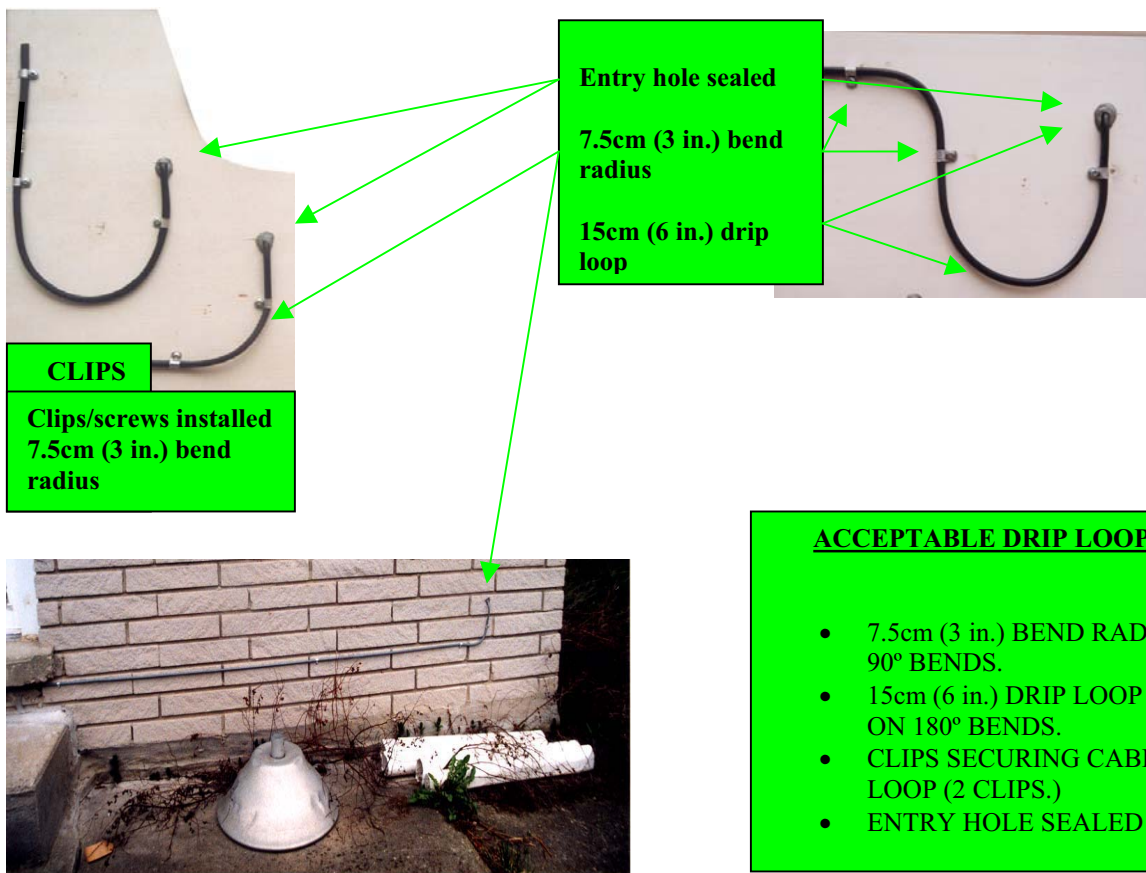 Entry hole sealed
7.5cm (3 in.) bend
radius
15cm (6 in.) drip
loop
CLIPS
Clips/screws installed
7.5cm (3 in.) bend
radius
ACCEPTABLE DRIP LOOP
7.5cm (3 in.) BEND
90º BENDS.
15cm (6 in.) DRIP LOOP
ON 180º BENDS.
CLIPS SECURING
LOOP (2 CLIPS.)
ENTRY HOLE SEALED